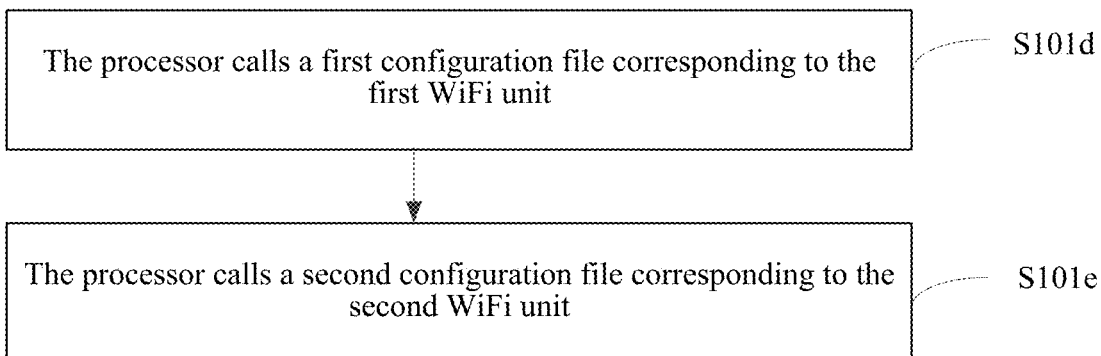 The processor calls a first configuration file corresponding to the
first WiFi unit
S101d
The processor calls a second configuration file corresponding to the
second WiFi unit
S101e